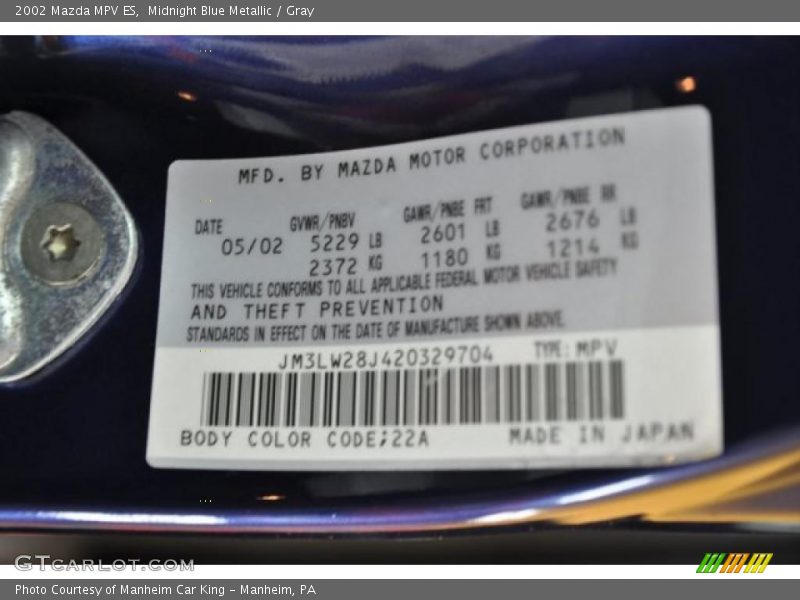 2002 Mazda MPV ES,  Midnight Blue Metallic / Gray
MFD. BY MAZDA MOTOR CORPORATION
DATE GVWR/PNBV GAWR/PNBE FRT GAWR/PNBE RR
05/02 5229 LB 2601 LB 2676 LB
2372 KG 1180 KG 1214 KG
THIS VEHICLE CONFORMS TO ALL APPLICABLE FEDERAL MOTOR VEHICLE SAFETY
AND THEFT PREVENTION
STANDARDS IN EFFECT ON THE DATE OF MANUFACTURE SHOWN ABOVE.
JM3LW28J420329704 TYPE: MPV
BODY COLOR CODE;22A MADE IN JAPAN
GTCARLOT.COM
Photo Courtesy of Manheim Car King - Manheim, PA